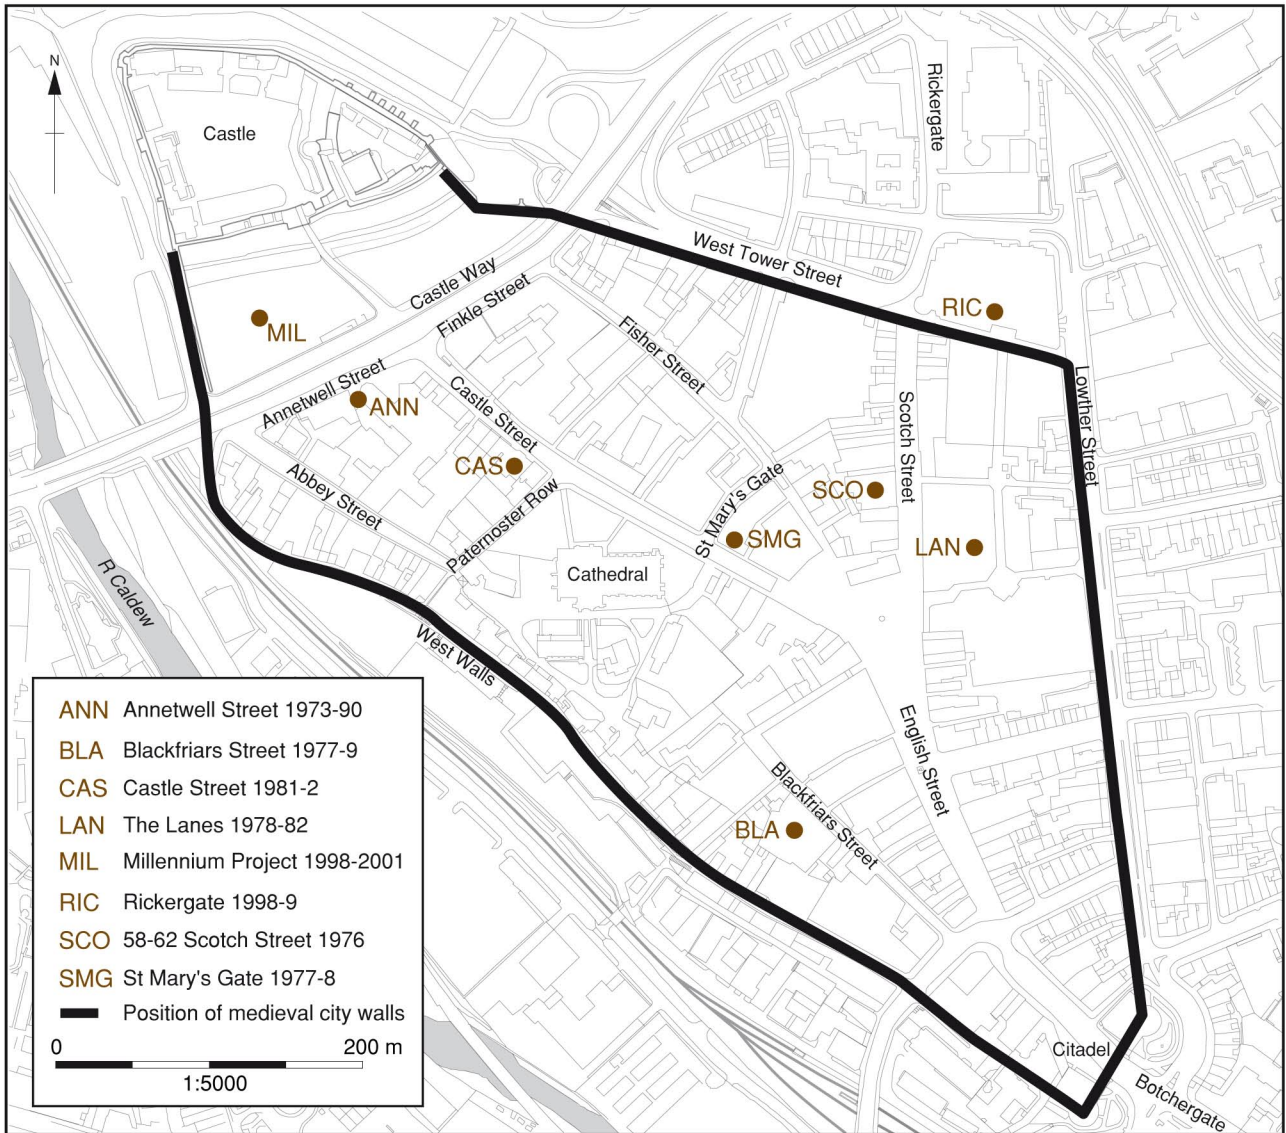 N
Castle
Rickergate
West Tower Street
Castle Way
Finkle Street
RIC
MIL
Fisher Street
Annetwell Street
ANN
Castle Street
Lowther Street
Scotch Street
CAS
Abbey Street
St Mary's Gate
SCO
Paternoster Row
SMG
LAN
Cathedral
R Caldew
West Walls
English Street
Blackfriars Street
BLA
Citadel
Botchergate
ANN Annetwell Street 1973-90
BLA Blackfriars Street 1977-9
CAS Castle Street 1981-2
LAN The Lanes 1978-82
MIL Millennium Project 1998-2001
RIC Rickergate 1998-9
SCO 58-62 Scotch Street 1976
SMG St Mary's Gate 1977-8
Position of medieval city walls
0 200 m
1:5000